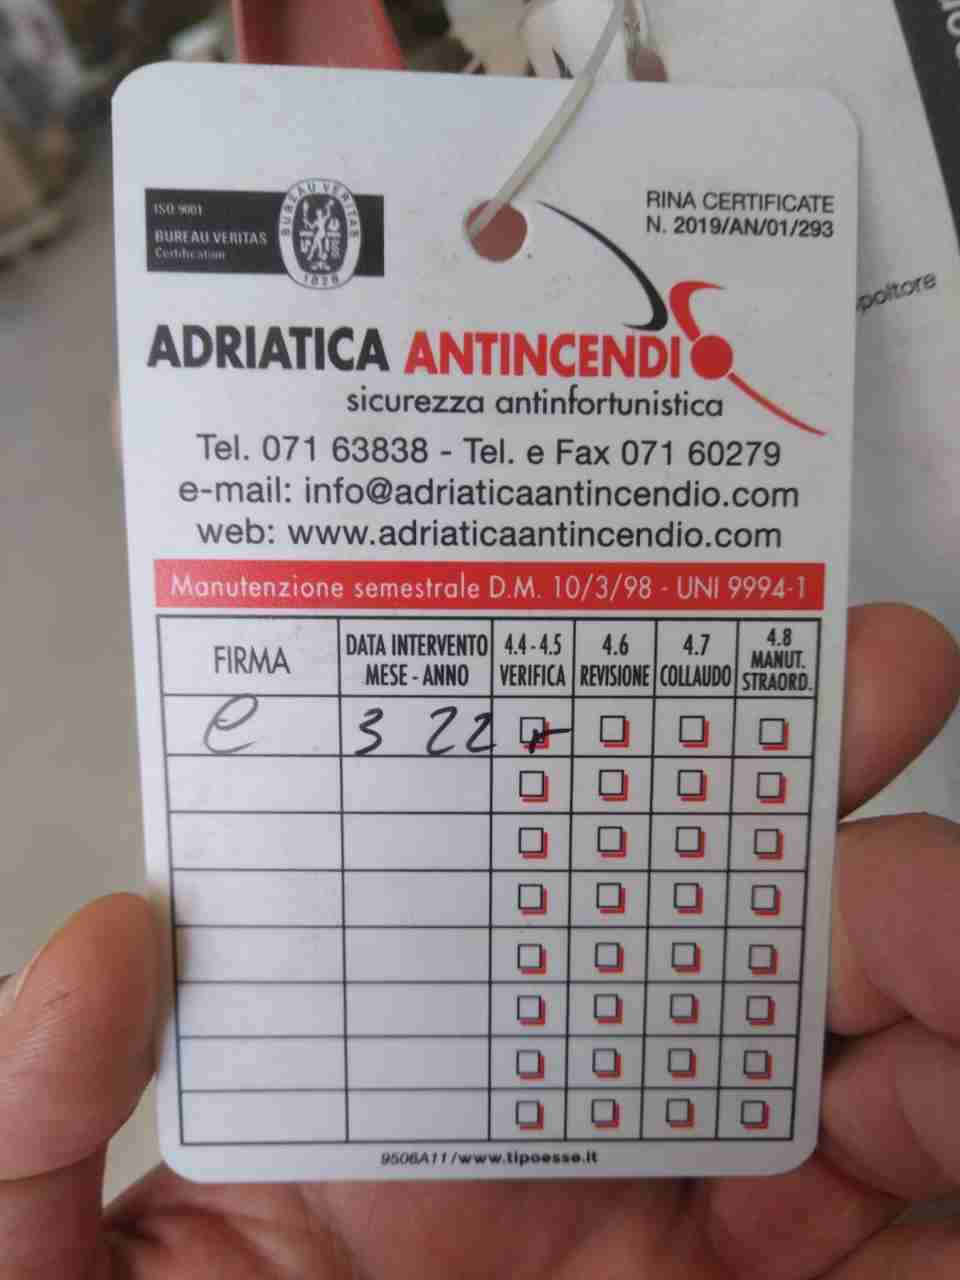 ISO 9001
BUREAU VERITAS
Certification
BUREAU VERITAS
1828
RINA CERTIFICATE
N. 2019/AN/01/293
ADRIATICA ANTINCENDIO
sicurezza antinfortunistica
Tel. 071 63838 - Tel. e Fax 071 60279
e-mail: info@adriaticaantincendio.com
web: www.adriaticaantincendio.com
Manutenzione semestrale D.M. 10/3/98 - UNI 9994-1
FIRMA
DATA INTERVENTO
MESE - ANNO
4.4 - 4.5
VERIFICA
4.6
REVISIONE
4.7
COLLAUDO
4.8
MANUT.
STRAORD.
e 3 22
9506A11/www.tipoesse.it